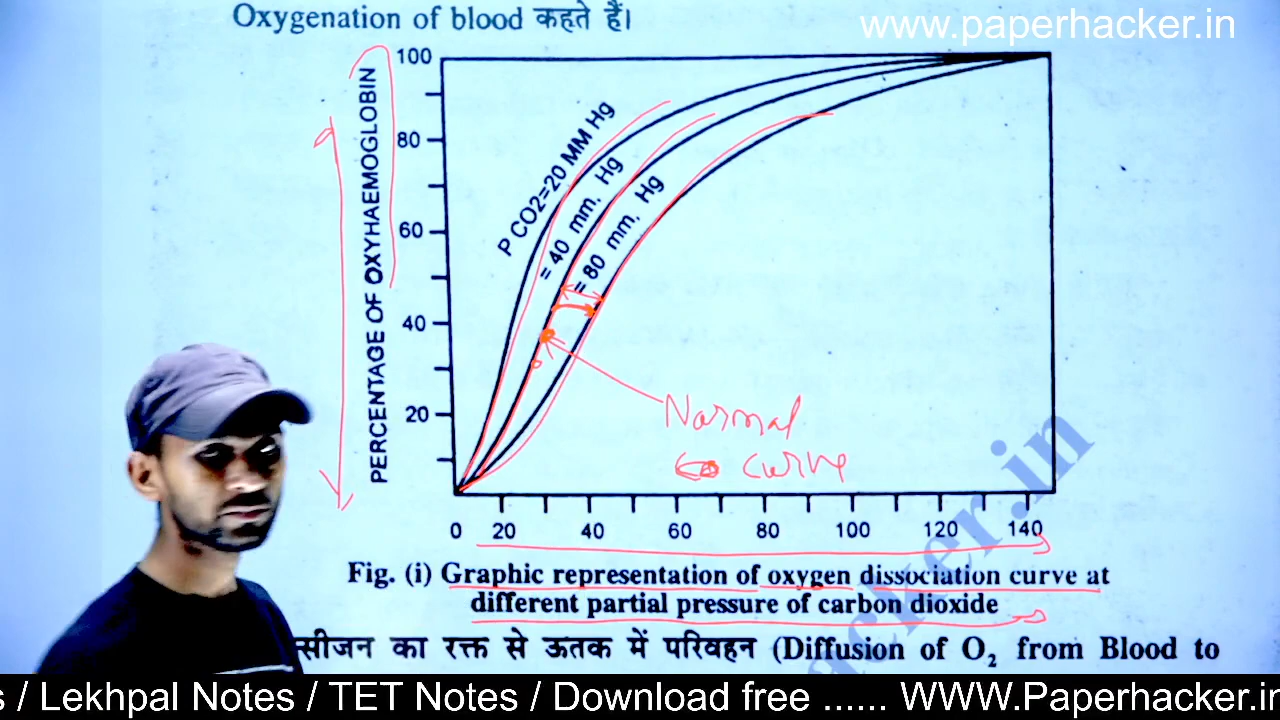 Oxygenation of blood कहते हैं।
www.paperhacker.in
100
80
60
40
20
PERCENTAGE OF OXYHAEMOGLOBIN
P CO2=20 MM Hg
= 40 mm. Hg
= 80 mm. Hg
Normal
curve
0 20 40 60 80 100 120 140
Fig. (i) Graphic representation of oxygen dissociation curve at
different partial pressure of carbon dioxide
सीजन का रक्त से ऊतक में परिवहन (Diffusion of O₂ from Blood to
hacker.in
s / Lekhpal Notes / TET Notes / Download free ...... WWW.Paperhacker.in